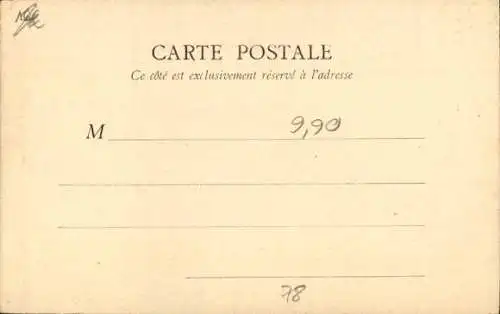 CARTE POSTALE
Ce côté est exclusivement réservé à l'adresse
M 9,90
78